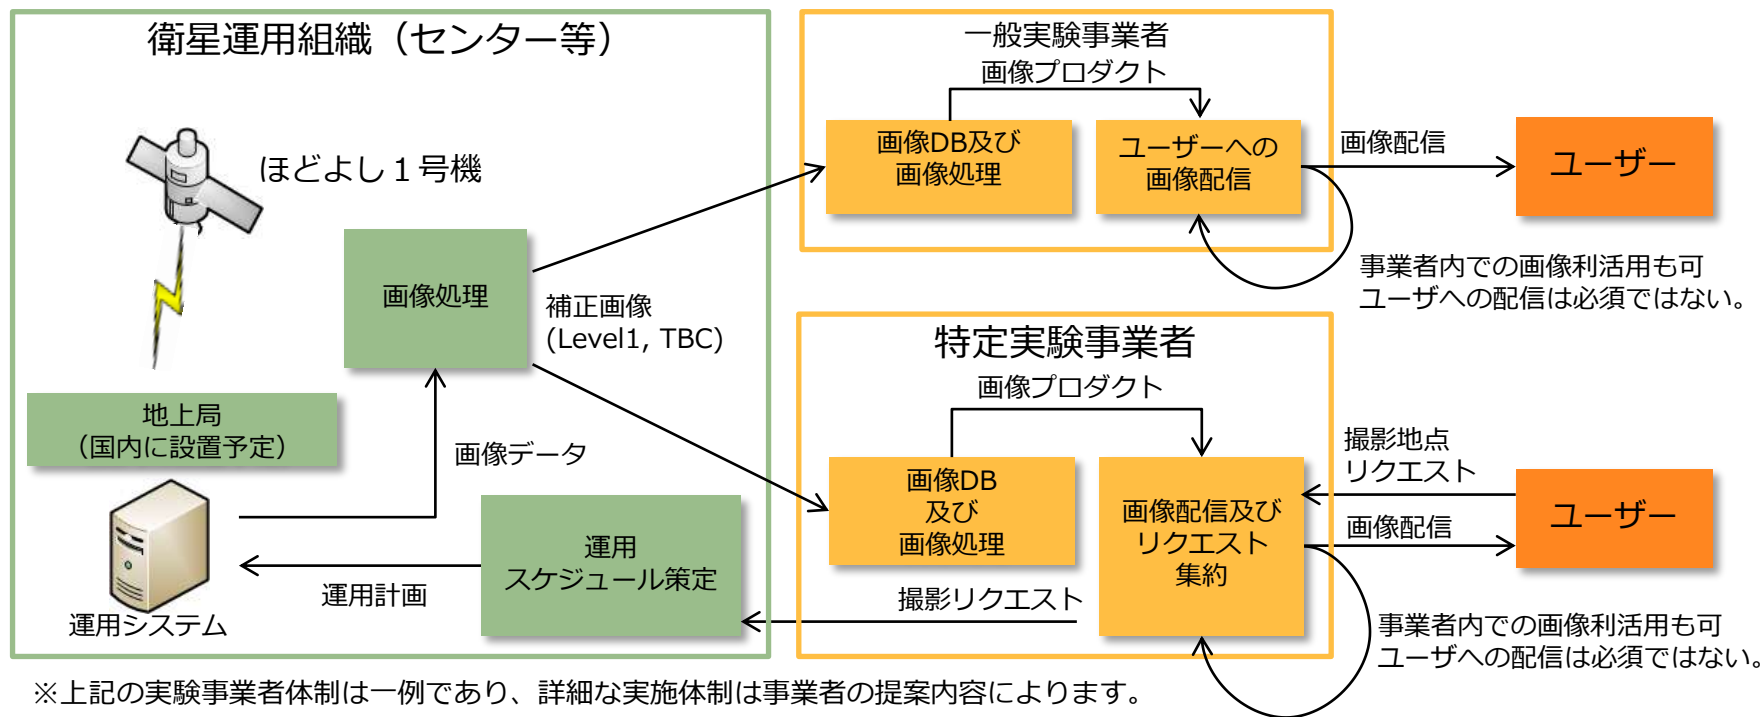 衛星運用組織（センター等）
ほどよし１号機
画像処理
補正画像
(Level1, TBC)
地上局
（国内に設置予定）
画像データ
運用システム
運用計画
運用
スケジュール策定
一般実験事業者
画像プロダクト
画像DB及び
画像処理
ユーザーへの
画像配信
画像配信
ユーザー
事業者内での画像利活用も可
ユーザへの配信は必須ではない。
特定実験事業者
画像プロダクト
画像DB
及び
画像処理
画像配信及び
リクエスト
集約
撮影リクエスト
撮影地点
リクエスト
画像配信
ユーザー
事業者内での画像利活用も可
ユーザへの配信は必須ではない。
※上記の実験事業者体制は一例であり、詳細な実施体制は事業者の提案内容によります。